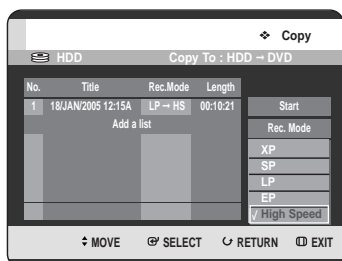 ❖ Copy
HDD Copy To : HDD → DVD
No. Title Rec.Mode Length
1 18/JAN/2005 12:15A LP → HS 00:10:21
Add a list
Start
Rec. Mode
XP
SP
LP
EP
√ High Speed
MOVE SELECT RETURN EXIT